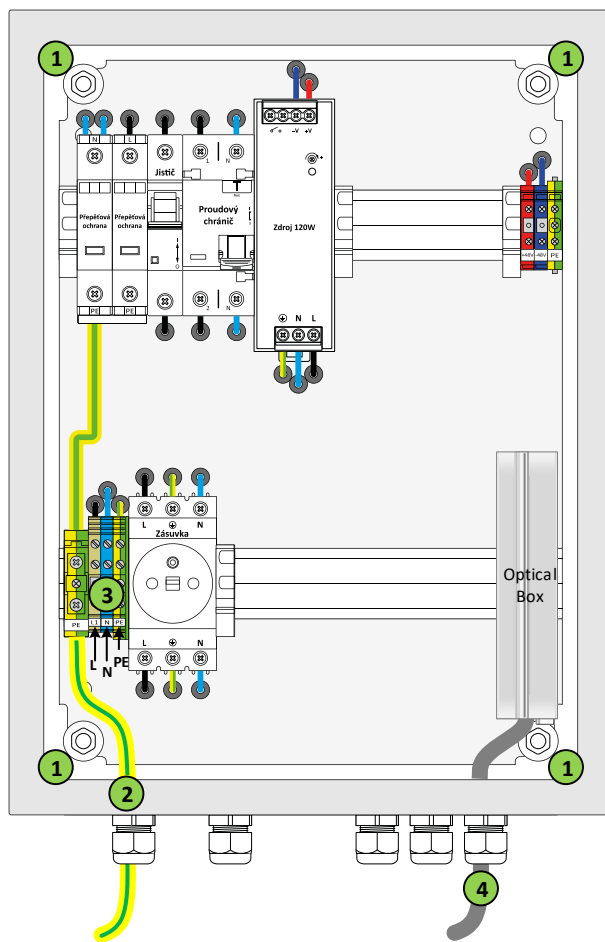 1
1
−V +V
N
L
+
Jistič
1
N
Přepěťová
ochrana
Přepěťová
ochrana
Proudový
chránič
Zdroj 120W
I
O
+48V
-48V
PE
PE
PE
2
N
N
L
L
N
Zásuvka
Optical
Box
3
PE
L1
N
PE
L
N
PE
L
N
1
1
2
4